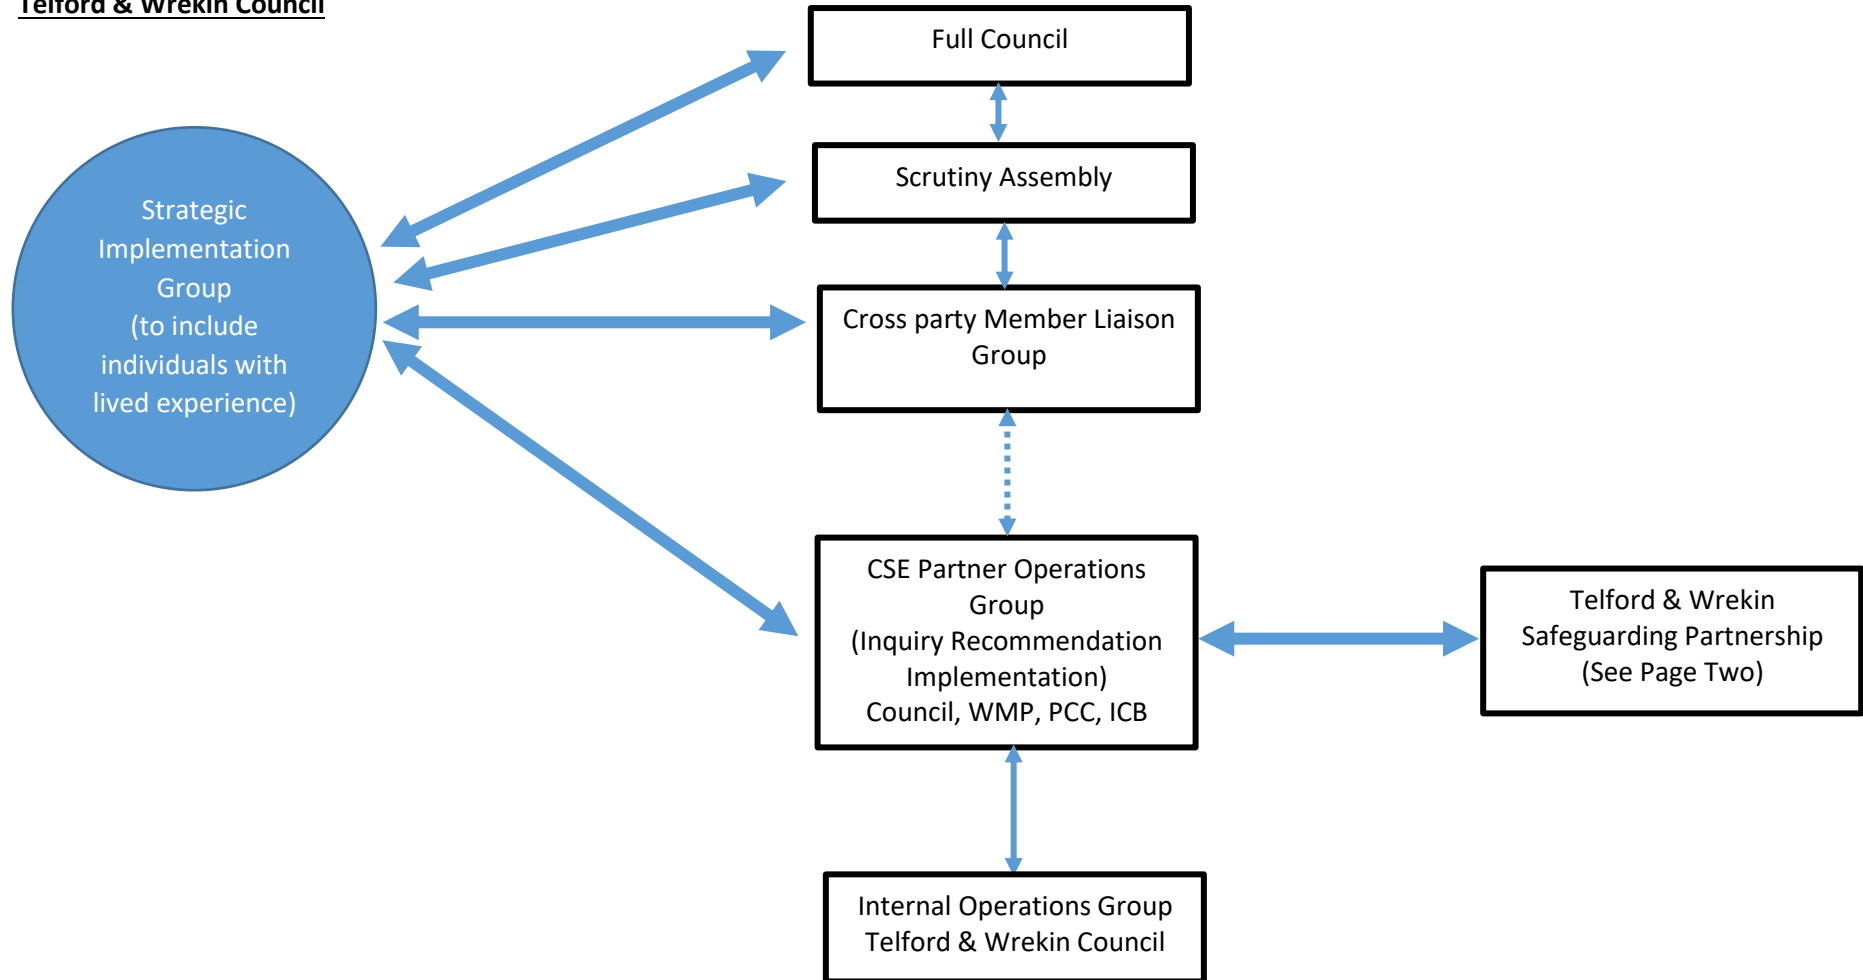 Telford & Wrekin Council
Full Council
Scrutiny Assembly
Strategic
Implementation
Group
(to include
individuals with
lived experience)
Cross party Member Liaison
Group
CSE Partner Operations
Group
(Inquiry Recommendation
Implementation)
Council, WMP, PCC, ICB
Telford & Wrekin
Safeguarding Partnership
(See Page Two)
Internal Operations Group
Telford & Wrekin Council